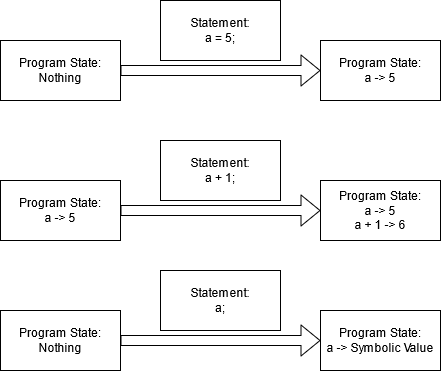 Statement:
a = 5;
Program State:
Nothing
Program State:
a -> 5
Statement:
a + 1;
Program State:
a -> 5
Program State:
a -> 5
a + 1 -> 6
Statement:
a;
Program State:
Nothing
Program State:
a -> Symbolic Value